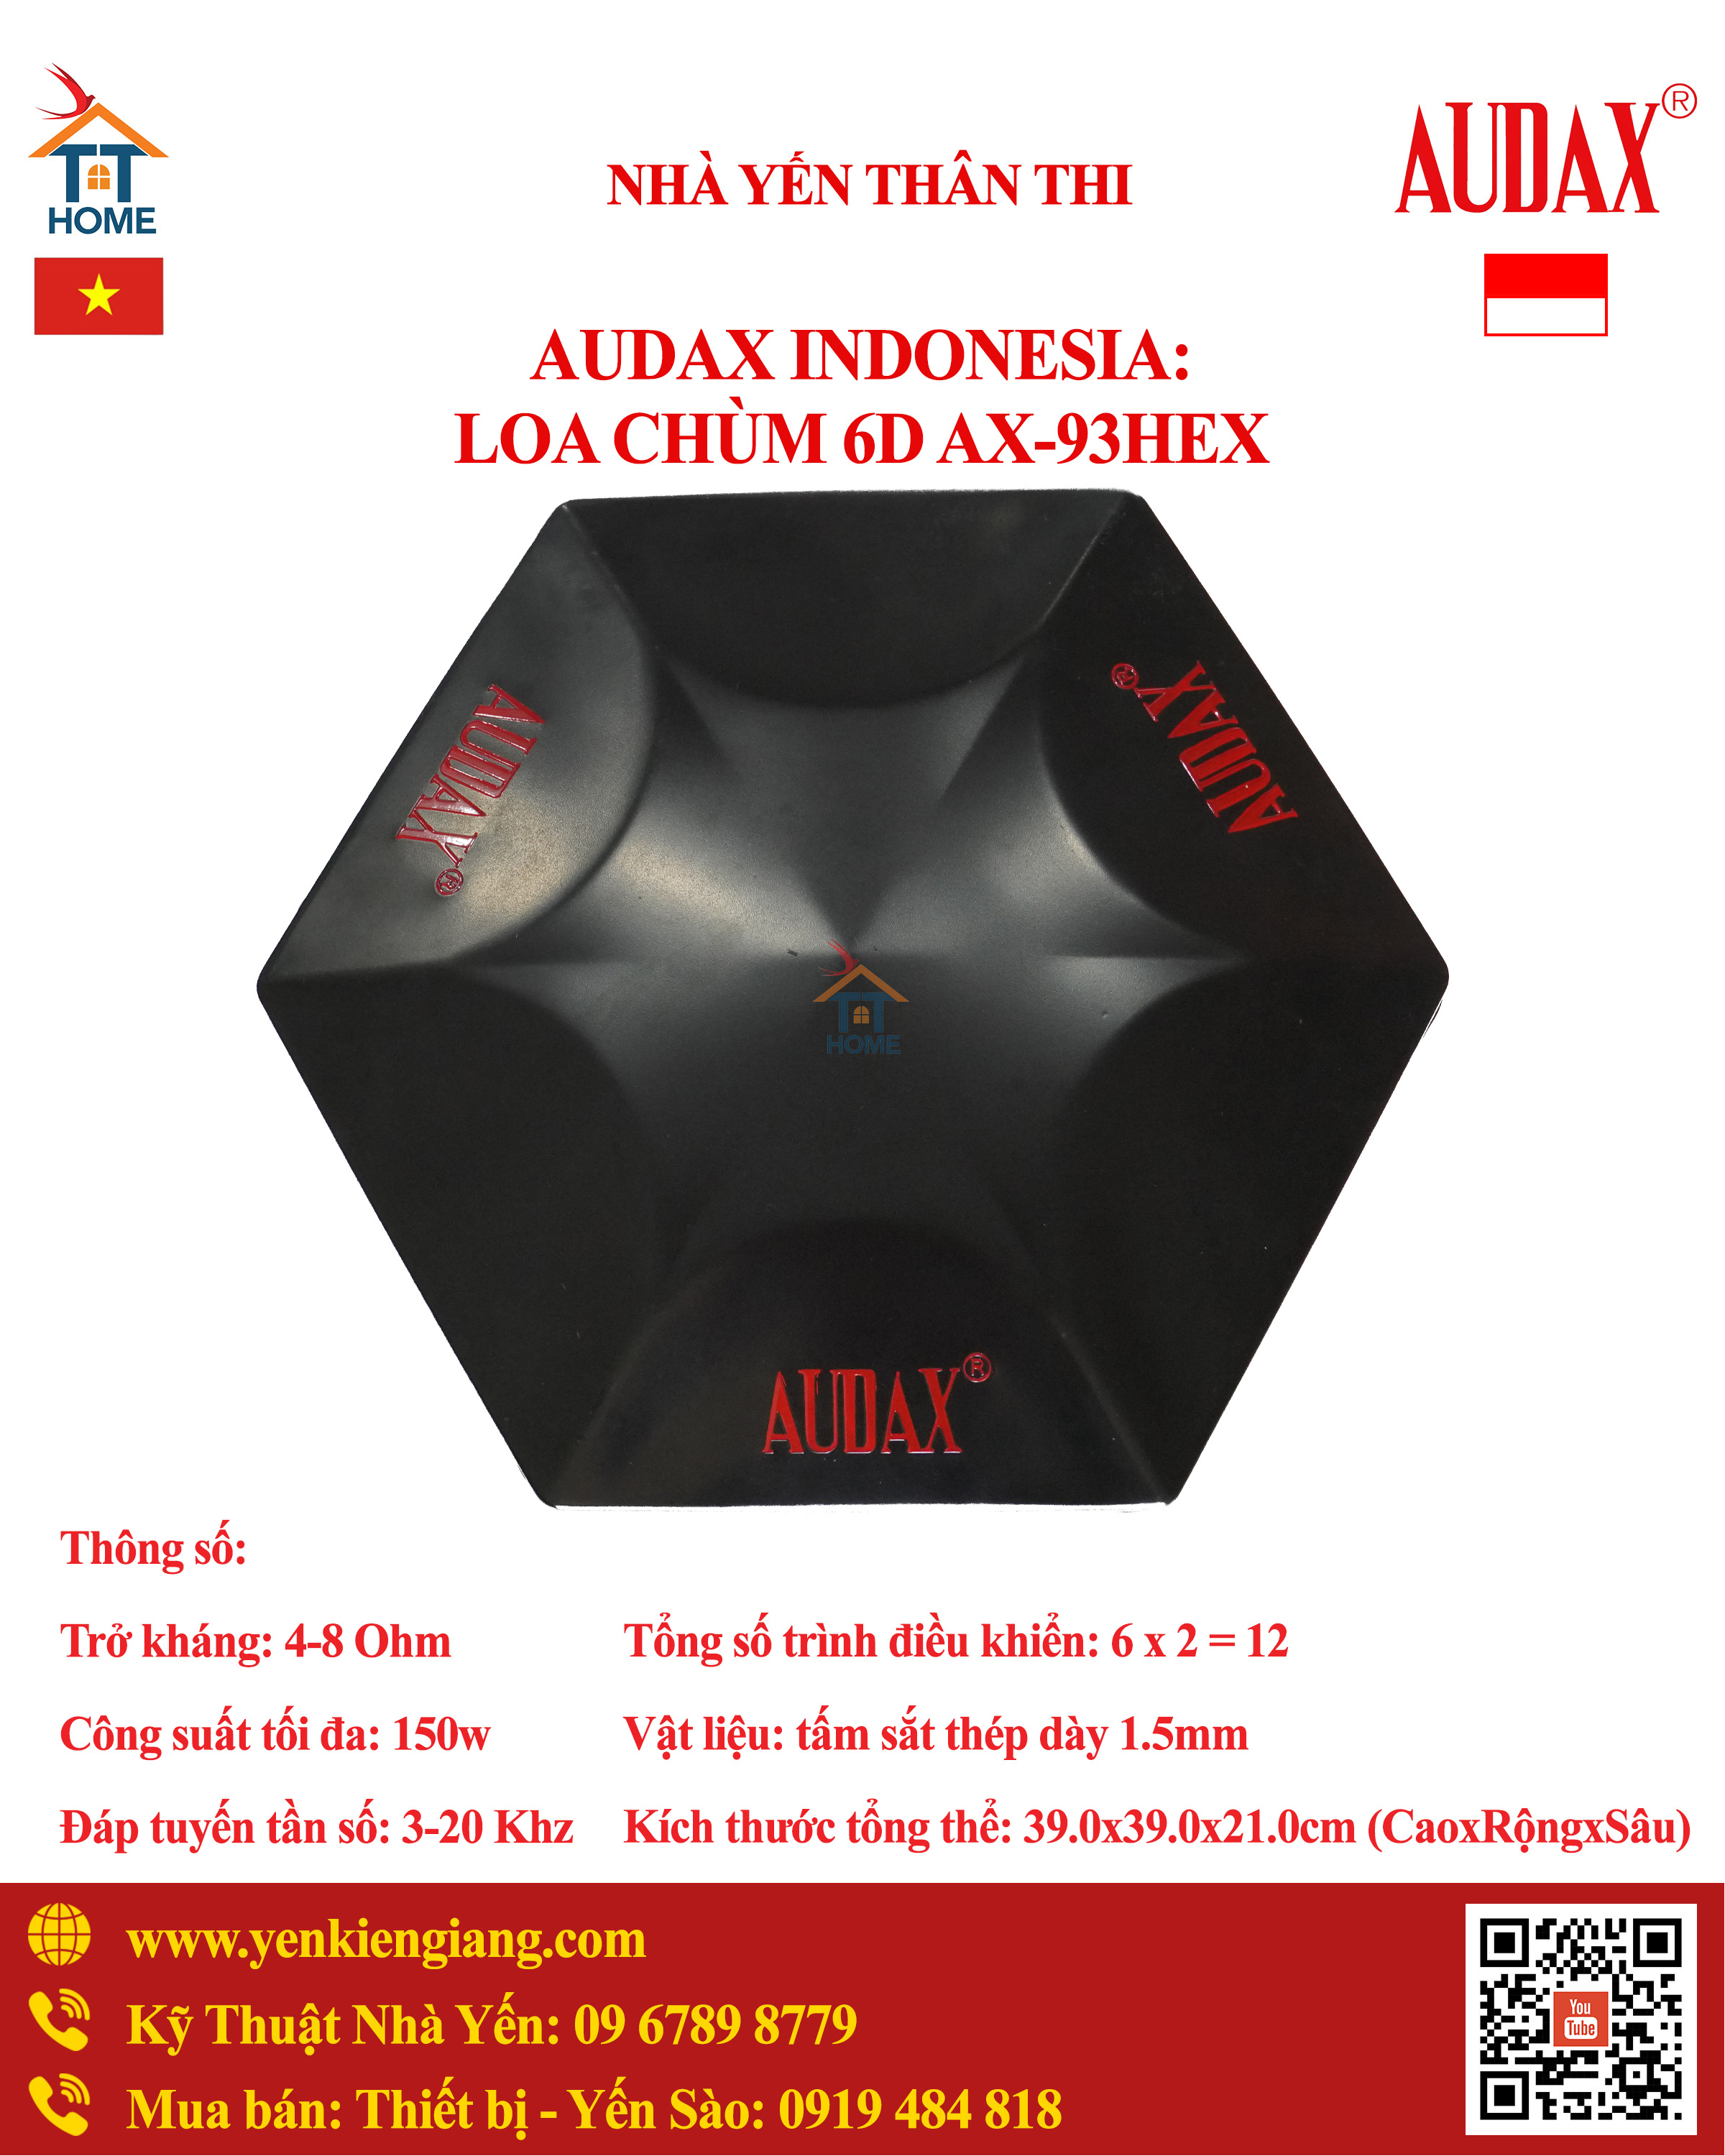 TT
HOME
AUDAX®
NHÀ YẾN THÂN THI
AUDAX INDONESIA:
LOA CHÙM 6D AX-93HEX
AUDAX®
AUDAX®
TT
HOME
AUDAX®
Thông số:
Trở kháng: 4-8 Ohm
Tổng số trình điều khiển: 6 x 2 = 12
Công suất tối đa: 150w
Vật liệu: tấm sắt thép dày 1.5mm
Đáp tuyến tần số: 3-20 Khz
Kích thước tổng thể: 39.0x39.0x21.0cm (CaoxRộngxSâu)
www.yenkiengiang.com
Kỹ Thuật Nhà Yến: 09 6789 8779
Mua bán: Thiết bị - Yến Sào: 0919 484 818
You
Tube